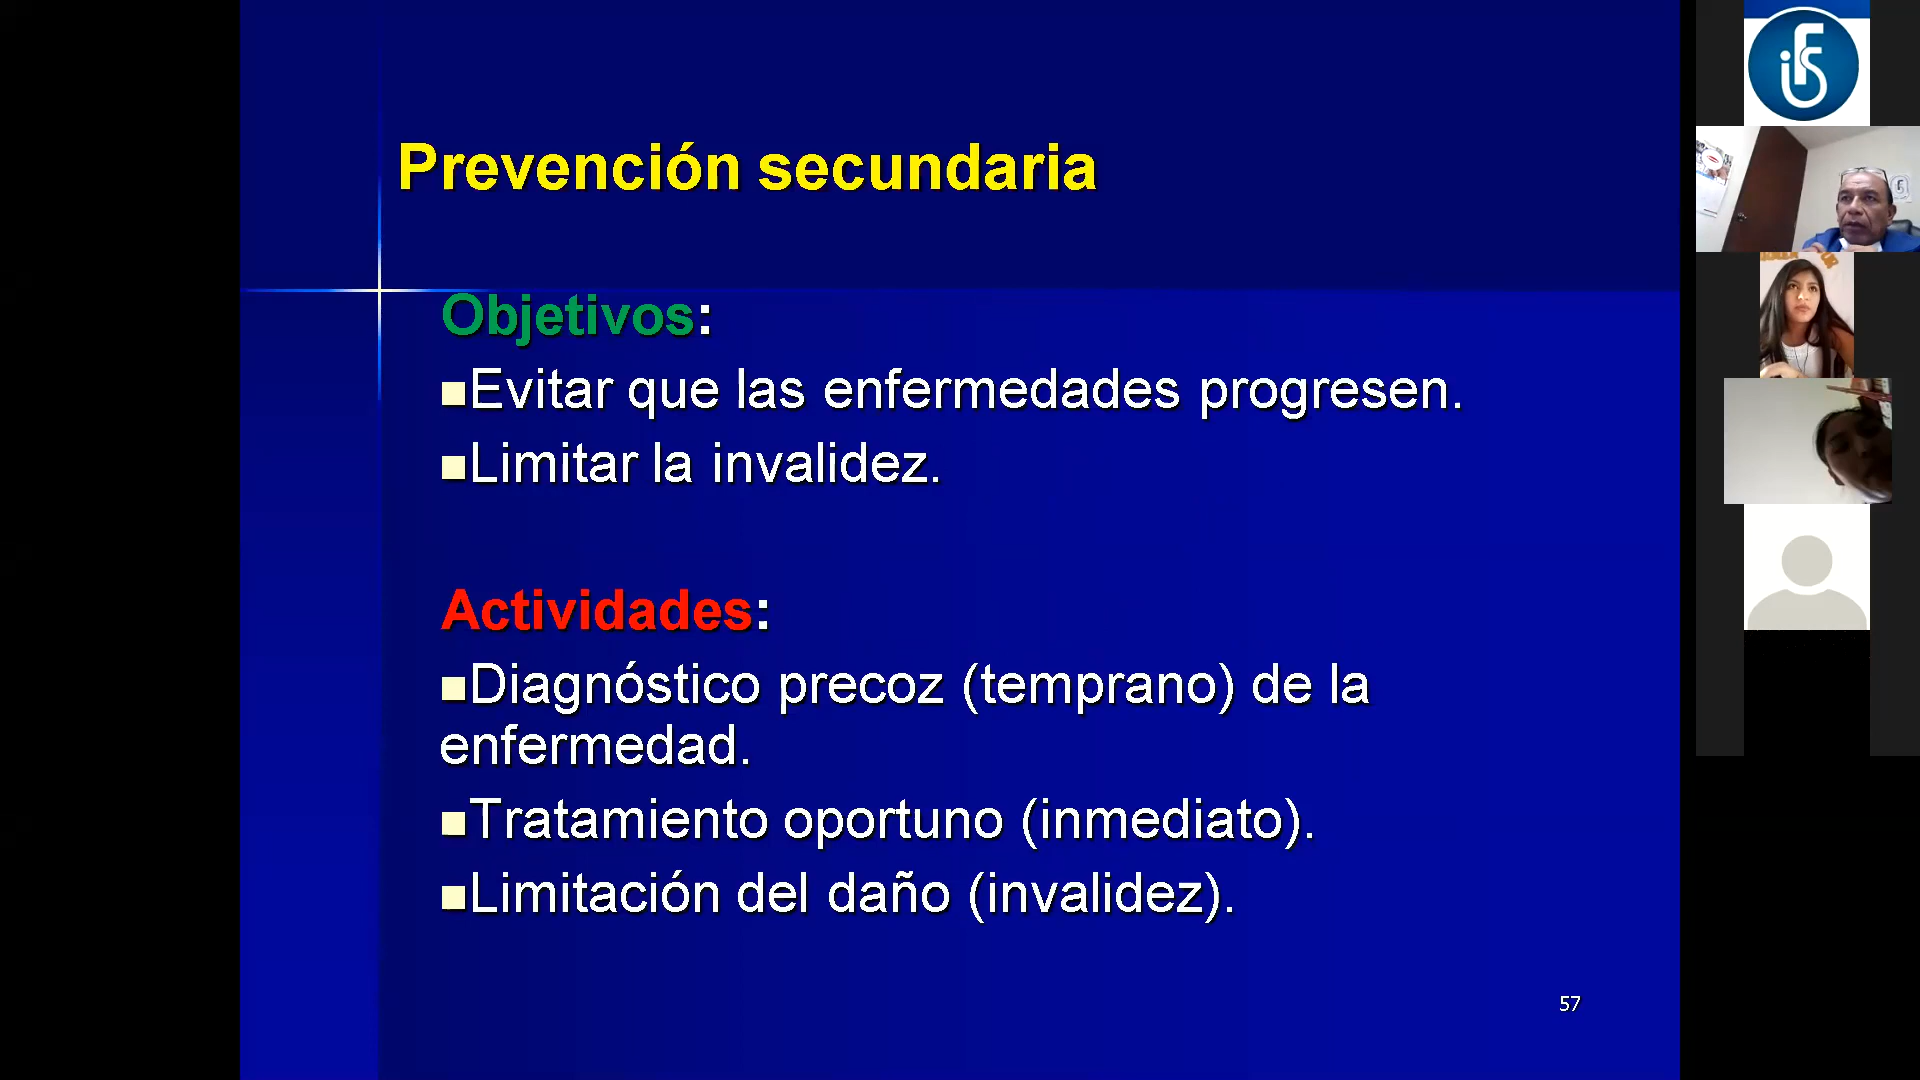 Prevención secundaria
Objetivos:
Evitar que las enfermedades progresen.
Limitar la invalidez.
Actividades:
Diagnóstico precoz (temprano) de la
enfermedad.
Tratamiento oportuno (inmediato).
Limitación del daño (invalidez).
57